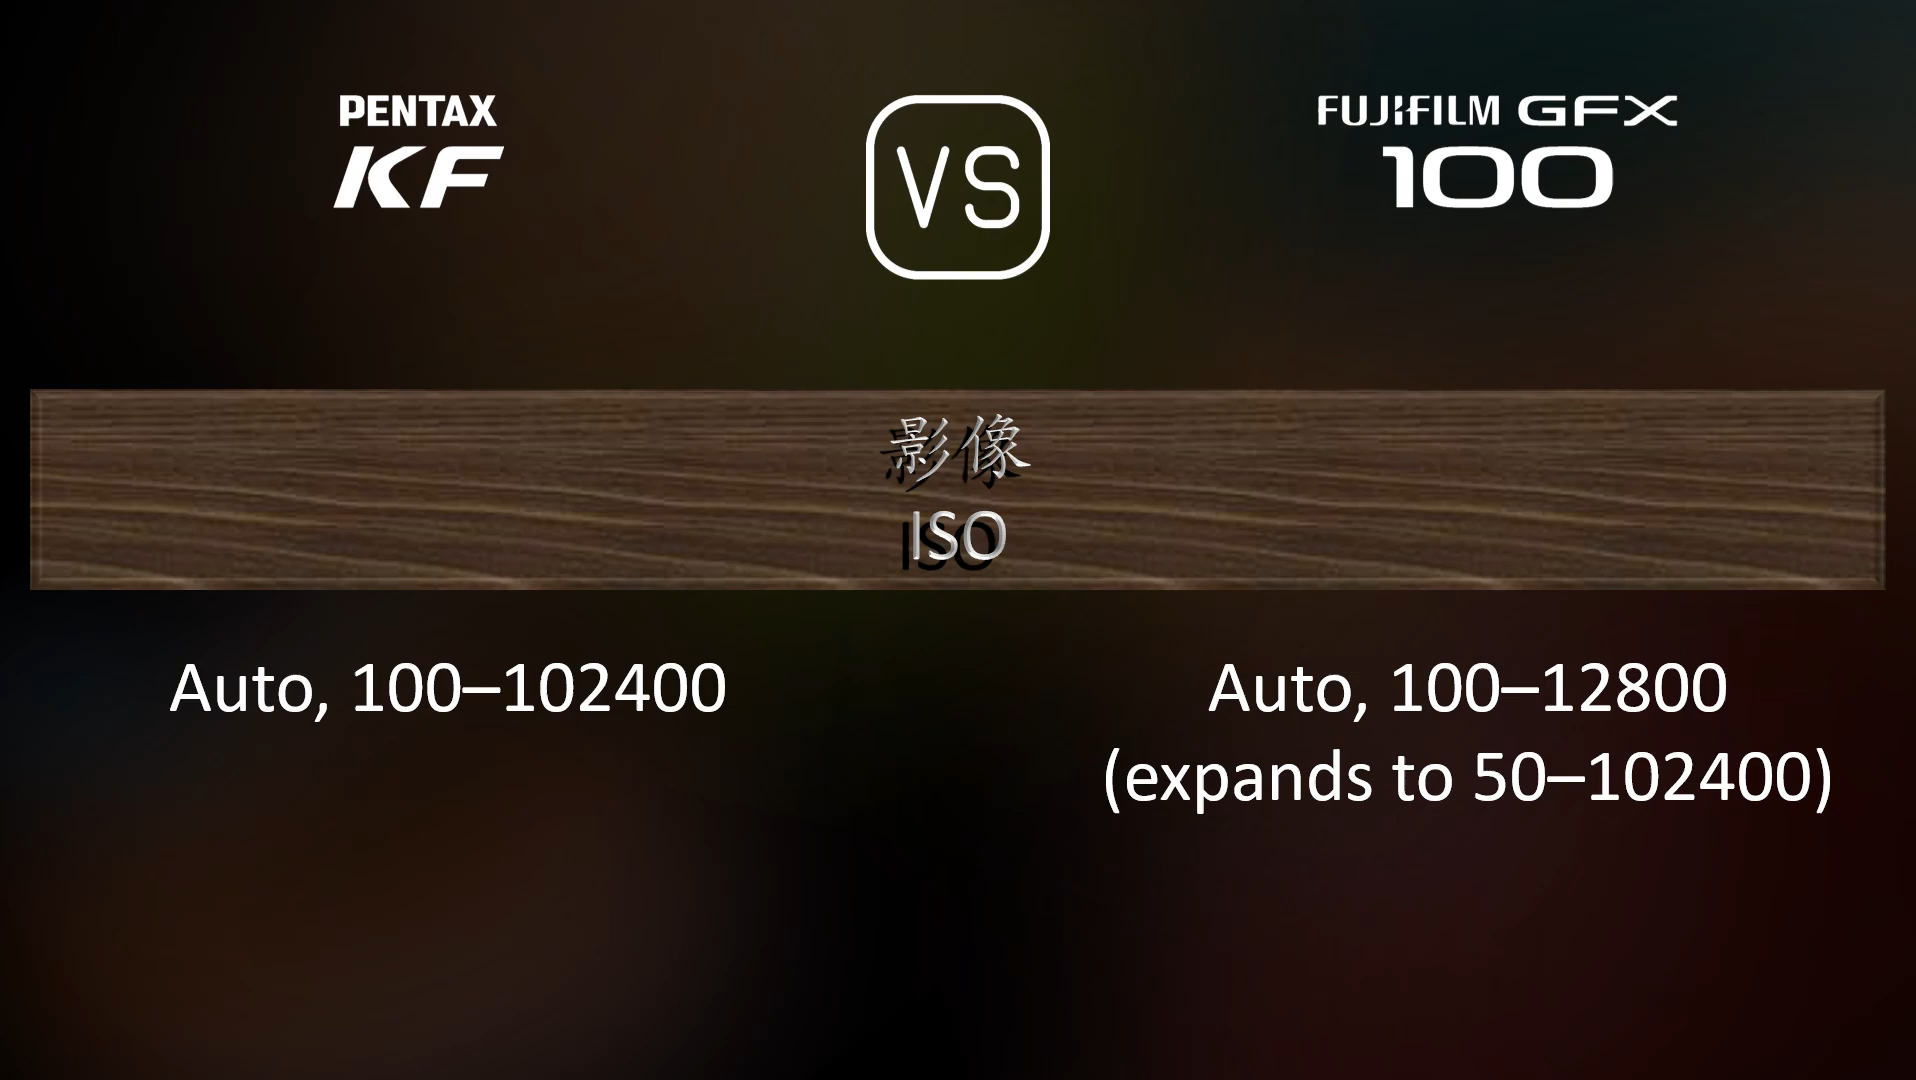 PENTAX
KF
VS
FUJIFILM GFX
100
影像
ISO
Auto, 100–102400
Auto, 100–12800
(expands to 50–102400)